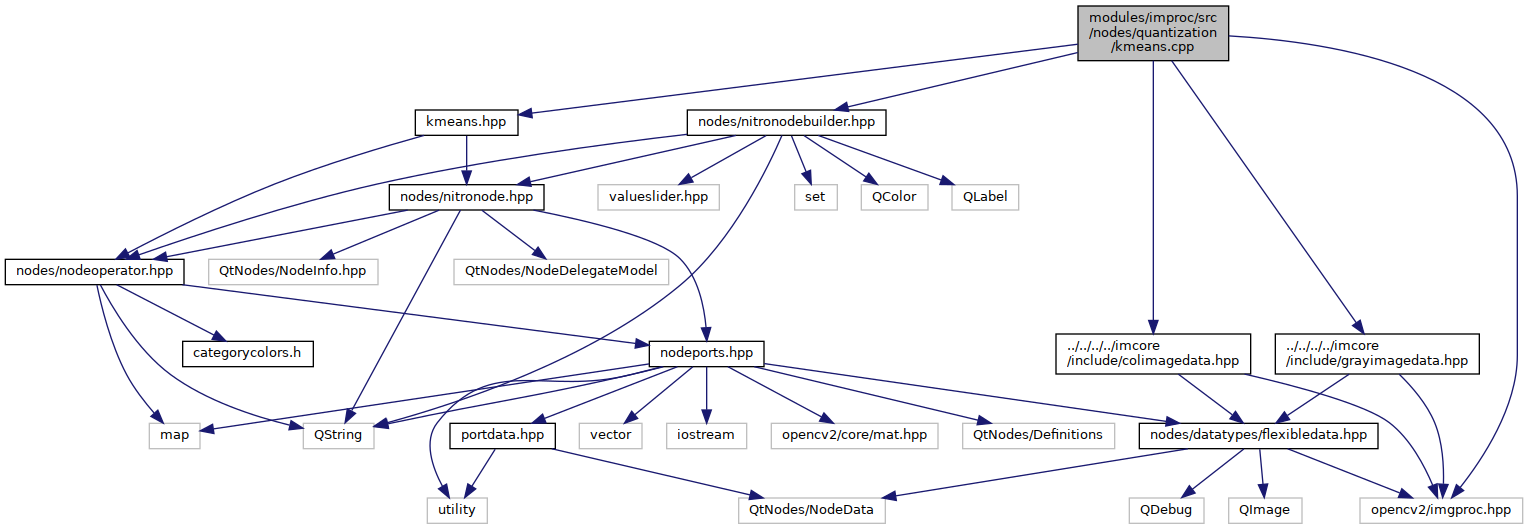 modules/improc/src
/nodes/quantization
/kmeans.cpp
kmeans.hpp
nodes/nitronodebuilder.hpp
nodes/nitronode.hpp
valueslider.hpp
set
QColor
QLabel
nodes/nodeoperator.hpp
QtNodes/NodeInfo.hpp
QtNodes/NodeDelegateModel
categorycolors.h
nodeports.hpp
../../../../imcore
/include/colimagedata.hpp
../../../../imcore
/include/grayimagedata.hpp
map
QString
portdata.hpp
vector
iostream
opencv2/core/mat.hpp
QtNodes/Definitions
nodes/datatypes/flexibledata.hpp
utility
QtNodes/NodeData
QDebug
QImage
opencv2/imgproc.hpp